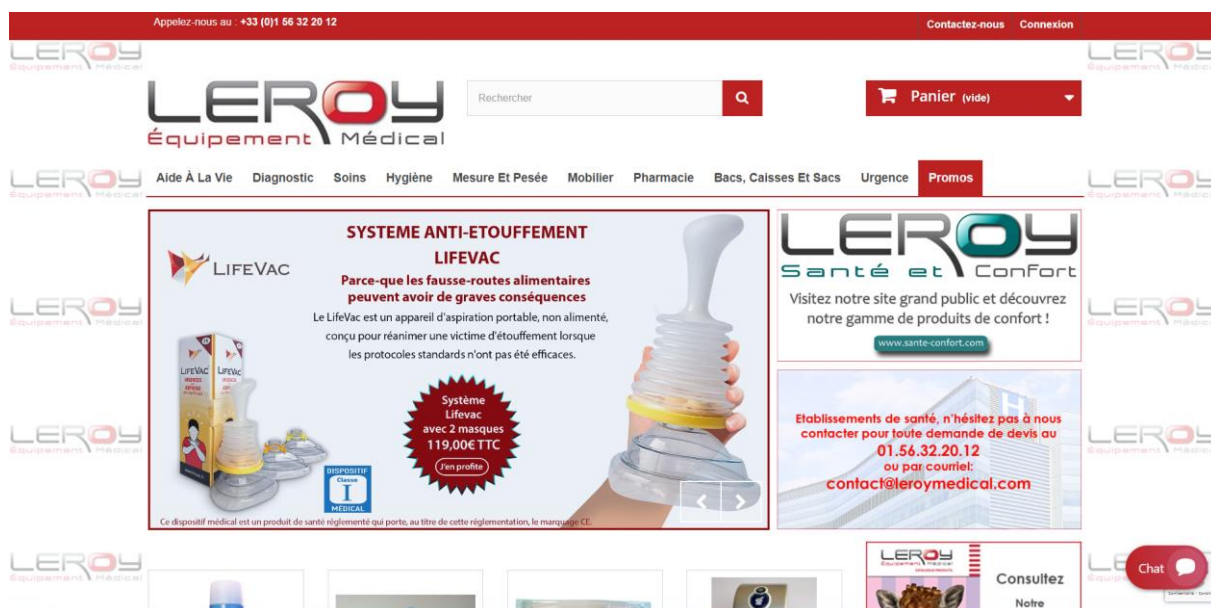 Appelez-nous au : +33 (0)1 56 32 20 12
Contactez-nous Connexion
LEROY
Équipement Médical
Rechercher
Panier (vide)
Aide À La Vie Diagnostic Soins Hygiène Mesure Et Pesée Mobilier Pharmacie Bacs, Caisses Et Sacs Urgence Promos
LIFEVAC
SYSTEME ANTI-ETOUFFEMENT
LIFEVAC
Parce-que les fausse-routes alimentaires
peuvent avoir de graves conséquences
Le LifeVac est un appareil d'aspiration portable, non alimenté,
conçu pour réanimer une victime d'étouffement lorsque
les protocoles standards n'ont pas été efficaces.
LIFEVAC LIFEVAC
Système
Lifevac
avec 2 masques
119,00€ TTC
J'en profite
DISPOSITIF
Classe
I
MEDICAL
Ce dispositif médical est un produit de santé réglementé qui porte, au titre de cette réglementation, le marquage CE.
LEROY
Santé et Confort
Visitez notre site grand public et découvrez
notre gamme de produits de confort !
www.sante-confort.com
Etablissements de santé, n'hésitez pas à nous
contacter pour toute demande de devis au
01.56.32.20.12
ou par courriel:
contact@leroymedical.com
LEROY
Équipement Médical
Consultez
Notre
Chat